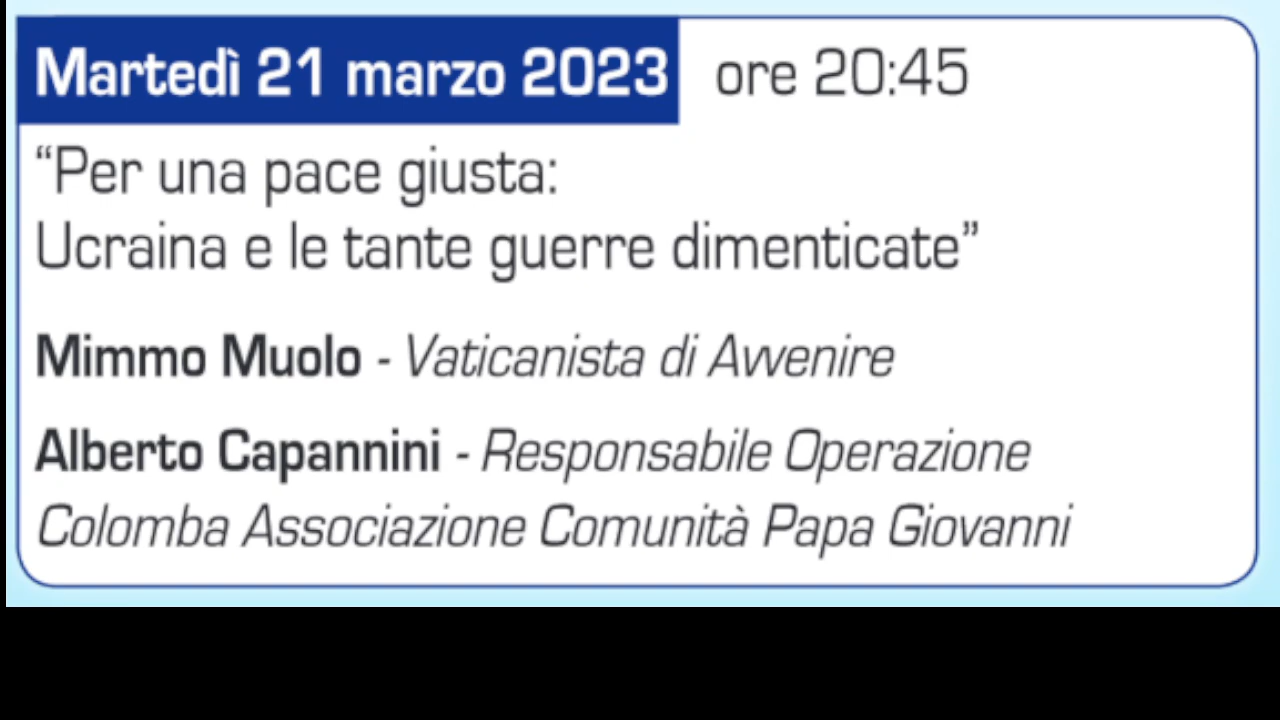 Martedì 21 marzo 2023 ore 20:45
“Per una pace giusta:
Ucraina e le tante guerre dimenticate”
Mimmo Muolo - Vaticanista di Avvenire
Alberto Capannini - Responsabile Operazione
Colomba Associazione Comunità Papa Giovanni